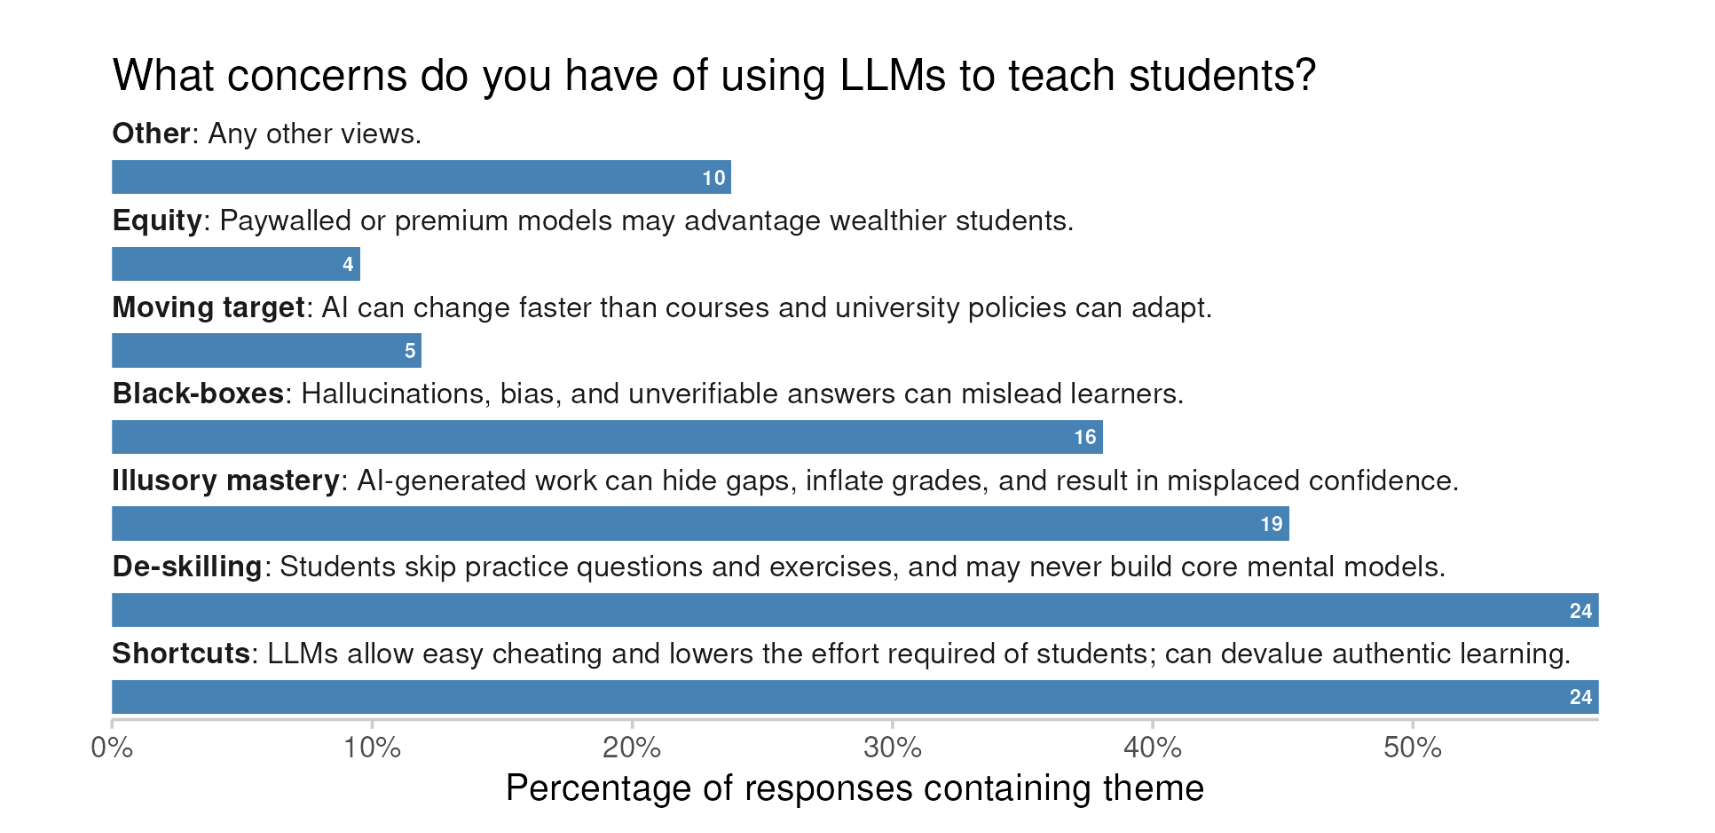 What concerns do you have of using LLMs to teach students?
Other: Any other views.
10
Equity: Paywalled or premium models may advantage wealthier students.
4
Moving target: AI can change faster than courses and university policies can adapt.
5
Black-boxes: Hallucinations, bias, and unverifiable answers can mislead learners.
16
Illusory mastery: AI-generated work can hide gaps, inflate grades, and result in misplaced confidence.
19
De-skilling: Students skip practice questions and exercises, and may never build core mental models.
24
Shortcuts: LLMs allow easy cheating and lowers the effort required of students; can devalue authentic learning.
24
0% 10% 20% 30% 40% 50%
Percentage of responses containing theme